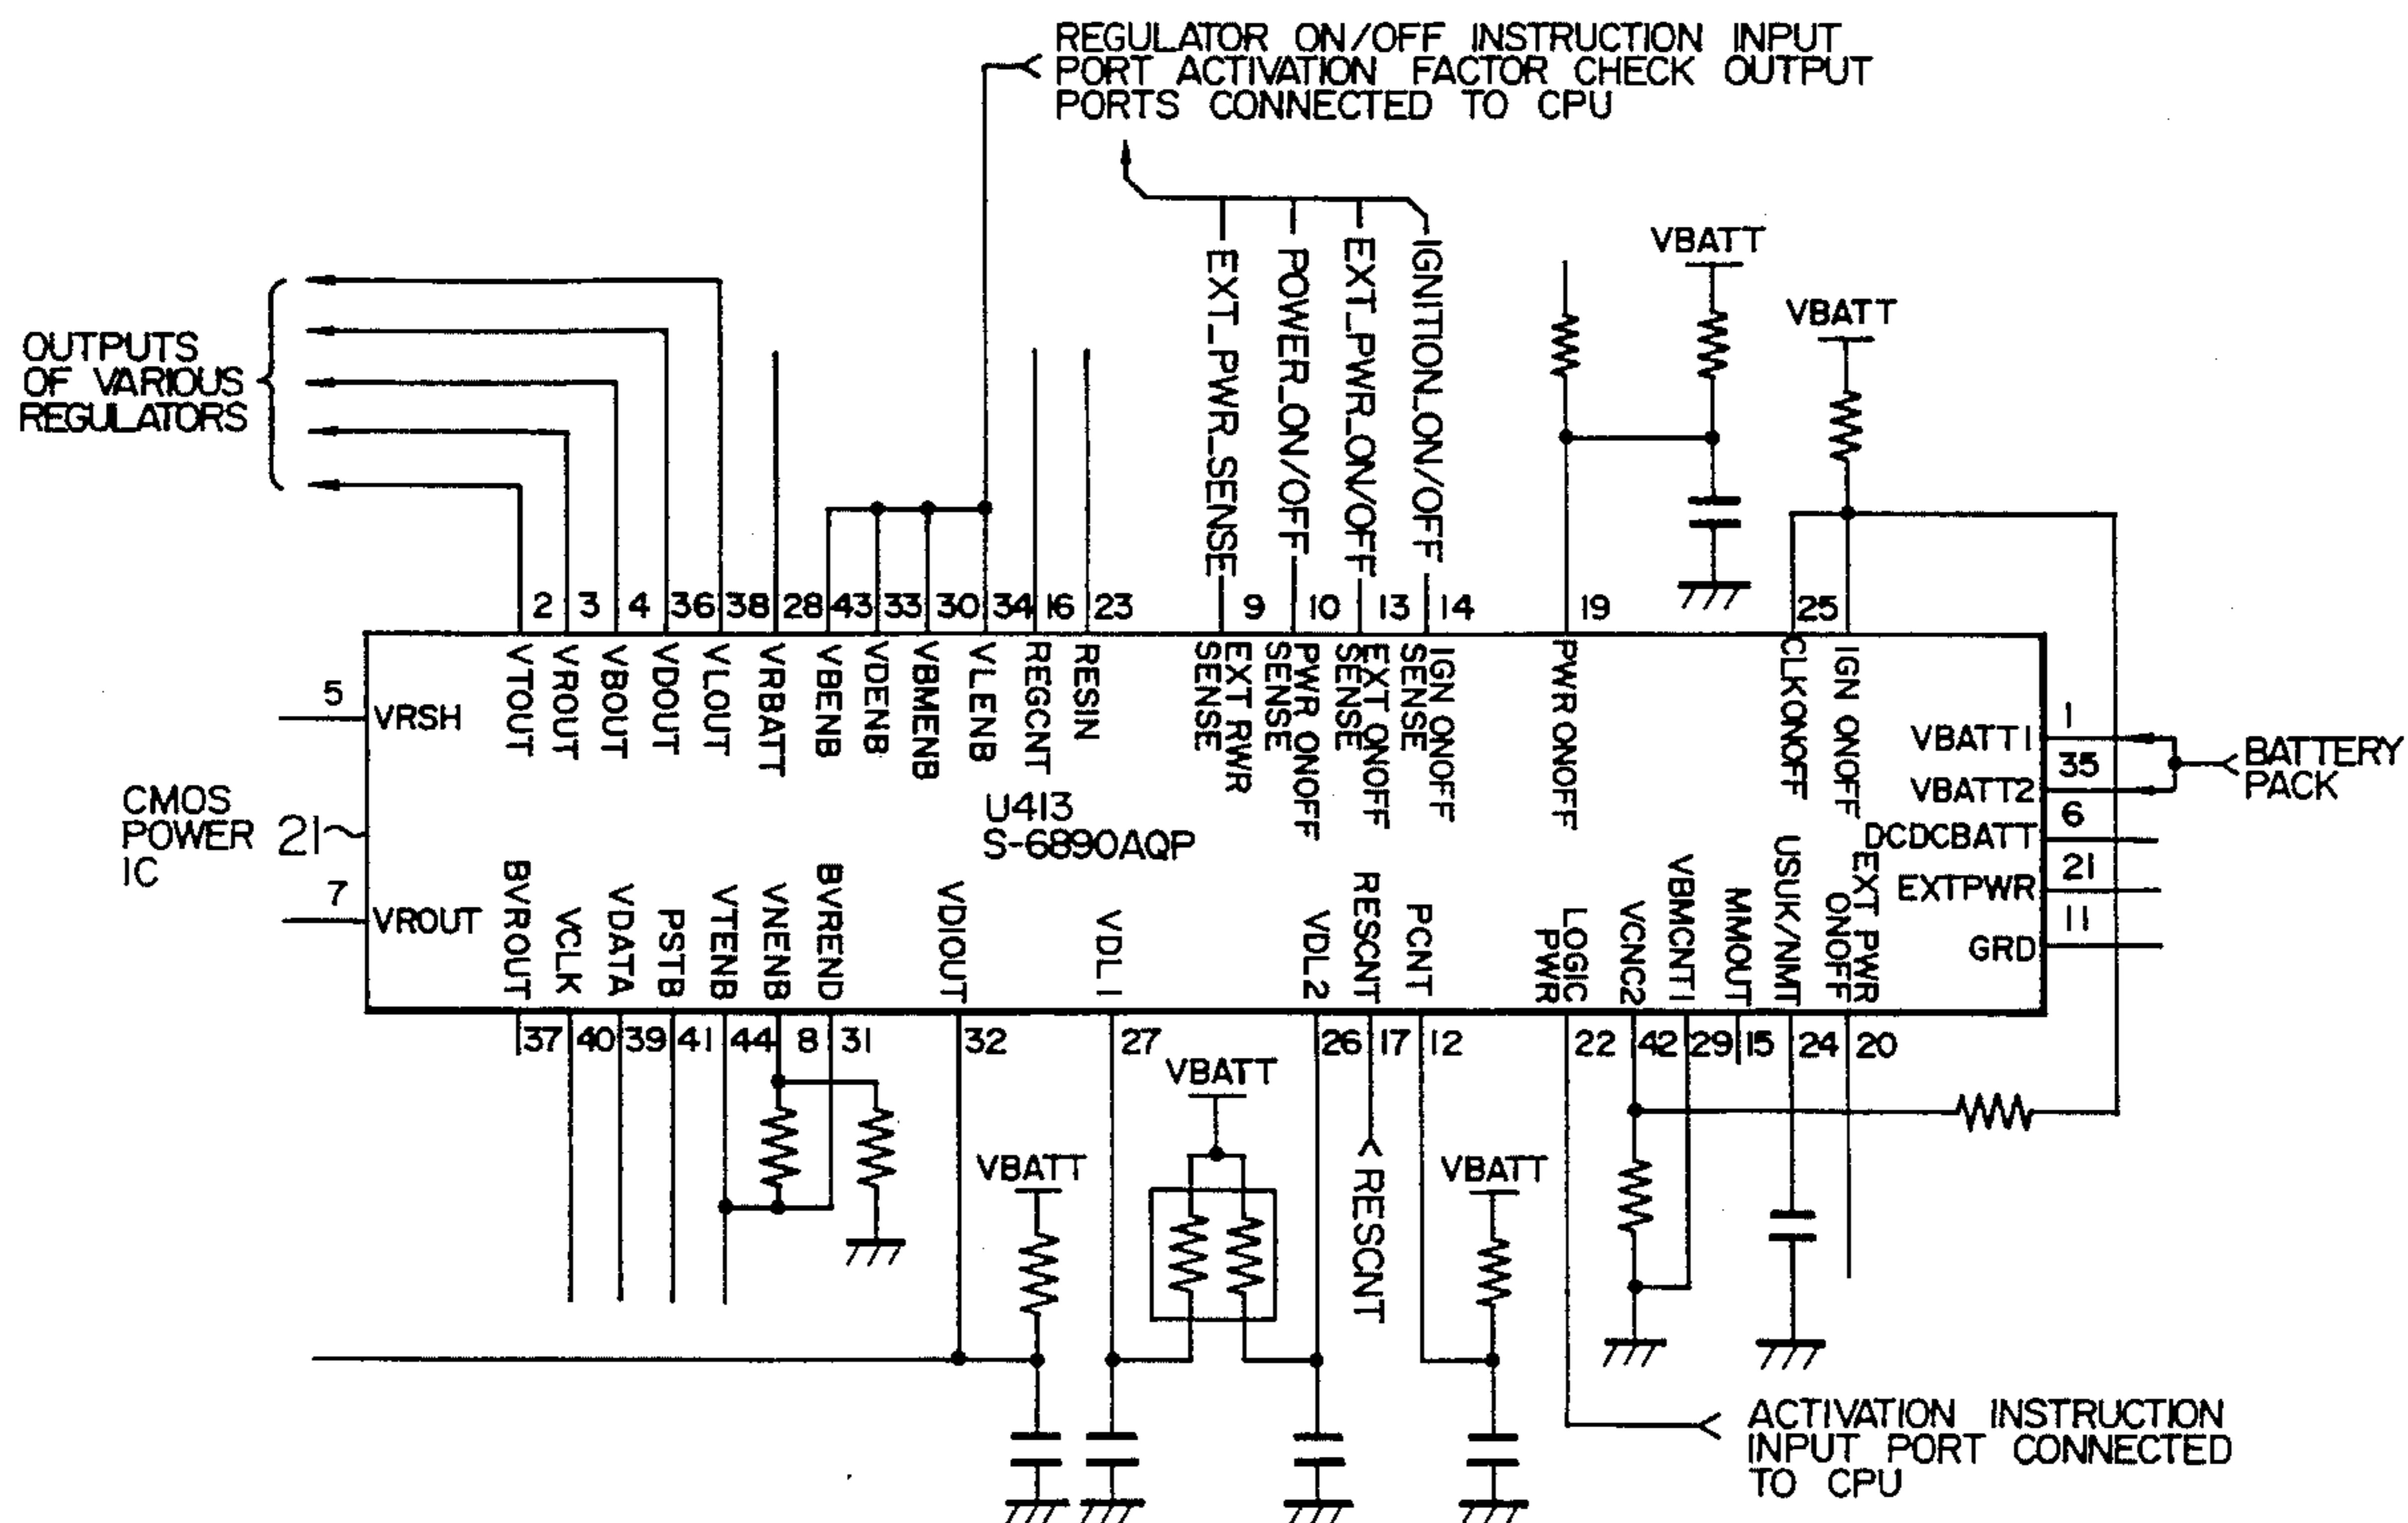 REGULATOR ON/OFF INSTRUCTION INPUT
PORT ACTIVATION FACTOR CHECK OUTPUT
PORTS CONNECTED TO CPU
VBATT
VBATT
OUTPUTS
OF VARIOUS
REGULATORS
EXT_PWR_SENSE
POWER_ON/OFF
EXT_PWR_ON/OFF
IGNITION_ON/OFF
2 3 4 36 38 28 43 33 30 34 16 23 9 10 13 14 19 25
VTOUT
VROUT
VBOUT
VDOUT
VLOUT
VRBATT
VBENB
VDENB
VBMENB
VLENB
REGCNT
RESIN
EXT RWR
SENSE
PWR ONOFF
SENSE
EXT ONOFF
SENSE
IGN ONOFF
SENSE
PWR ONOFF
CLKONOFF
IGN ONOFF
5
VRSH
VBATT1
1
VBATT2
35
BATTERY
PACK
DCDCBATT
6
EXTPWR
21
GRD
11
CMOS
POWER
IC
21
U413
S-6890AQP
7
VROUT
BVROUT
VCLK
VDATA
PSTB
VTENB
VNENB
BVREND
VDIOUT
VDL1
VDL2
RESCNT
PCNT
LOGIC
PWR
VCNC2
VBMCNT1
MMOUT
USUK/NMT
EXT PWR
ONOFF
37 40 39 41 44 8 31 32 27 26 17 12 22 42 29 15 24 20
VBATT
VBATT
RESCNT
VBATT
ACTIVATION INSTRUCTION
INPUT PORT CONNECTED
TO CPU